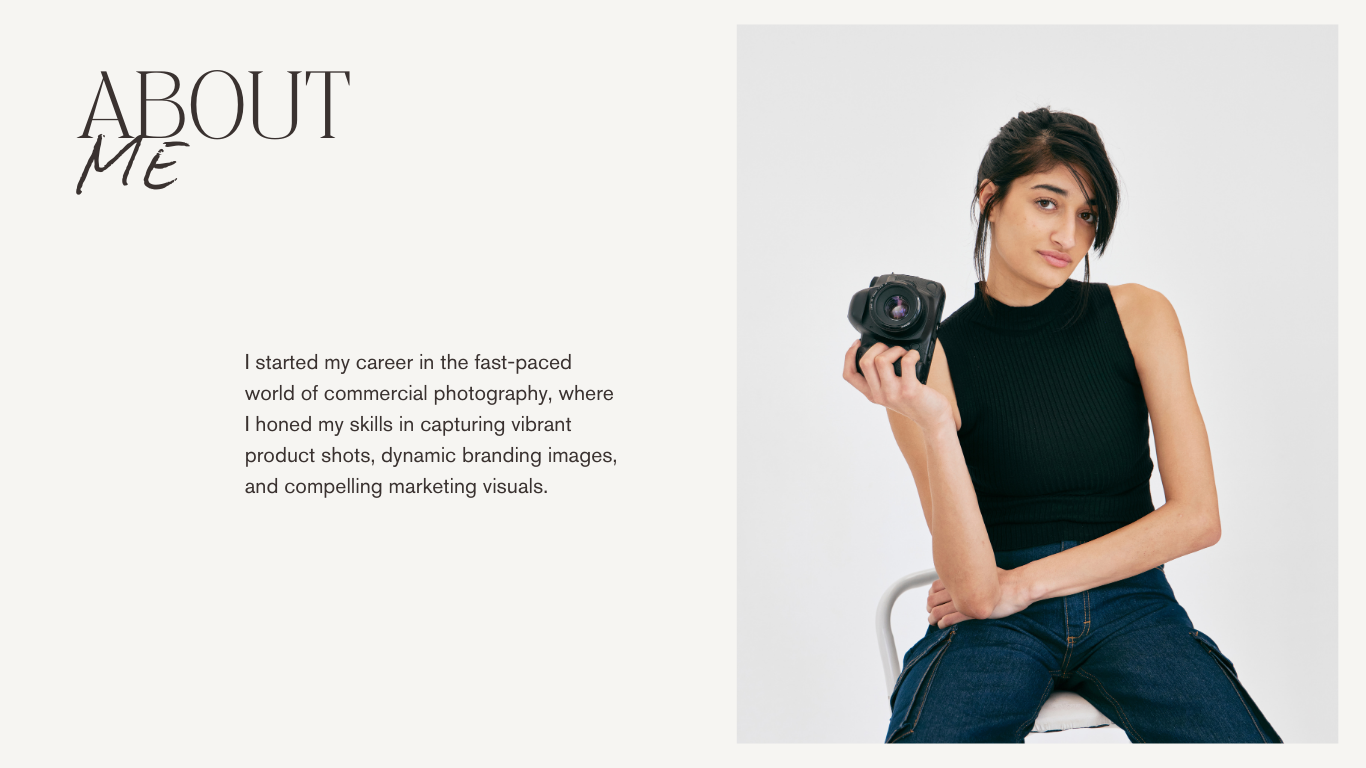 ABOUT
ME
I started my career in the fast-paced
world of commercial photography, where
I honed my skills in capturing vibrant
product shots, dynamic branding images,
and compelling marketing visuals.